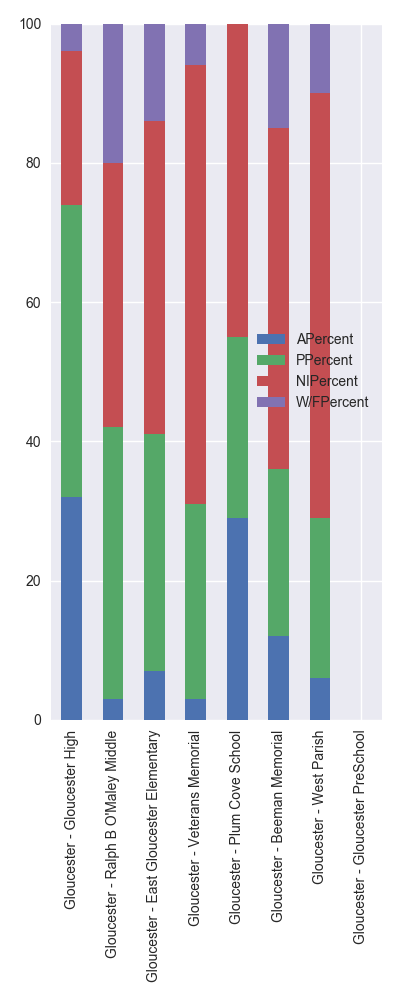 100
80
60
40
20
0
APercent
PPercent
NIPercent
W/FPercent
Gloucester - Gloucester High
Gloucester - Ralph B O'Maley Middle
Gloucester - East Gloucester Elementary
Gloucester - Veterans Memorial
Gloucester - Plum Cove School
Gloucester - Beeman Memorial
Gloucester - West Parish
Gloucester - Gloucester PreSchool